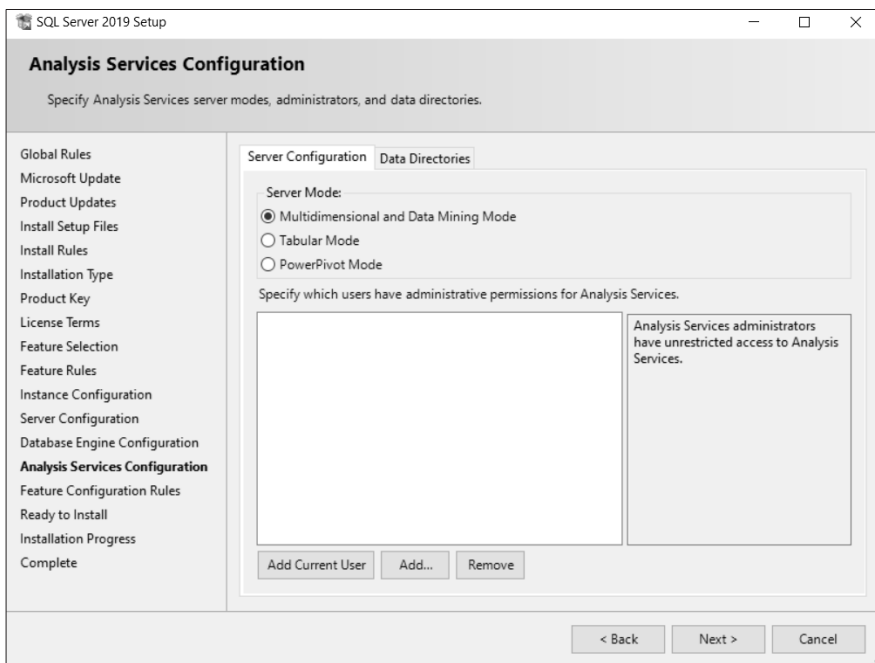 SQL Server 2019 Setup
Analysis Services Configuration
Specify Analysis Services server modes, administrators, and data directories.
Global Rules
Microsoft Update
Product Updates
Install Setup Files
Install Rules
Installation Type
Product Key
License Terms
Feature Selection
Feature Rules
Instance Configuration
Server Configuration
Database Engine Configuration
Analysis Services Configuration
Feature Configuration Rules
Ready to Install
Installation Progress
Complete
Server Configuration Data Directories
Server Mode:
Multidimensional and Data Mining Mode
Tabular Mode
PowerPivot Mode
Specify which users have administrative permissions for Analysis Services.
Analysis Services administrators
have unrestricted access to Analysis
Services.
Add Current User Add... Remove
< Back Next > Cancel